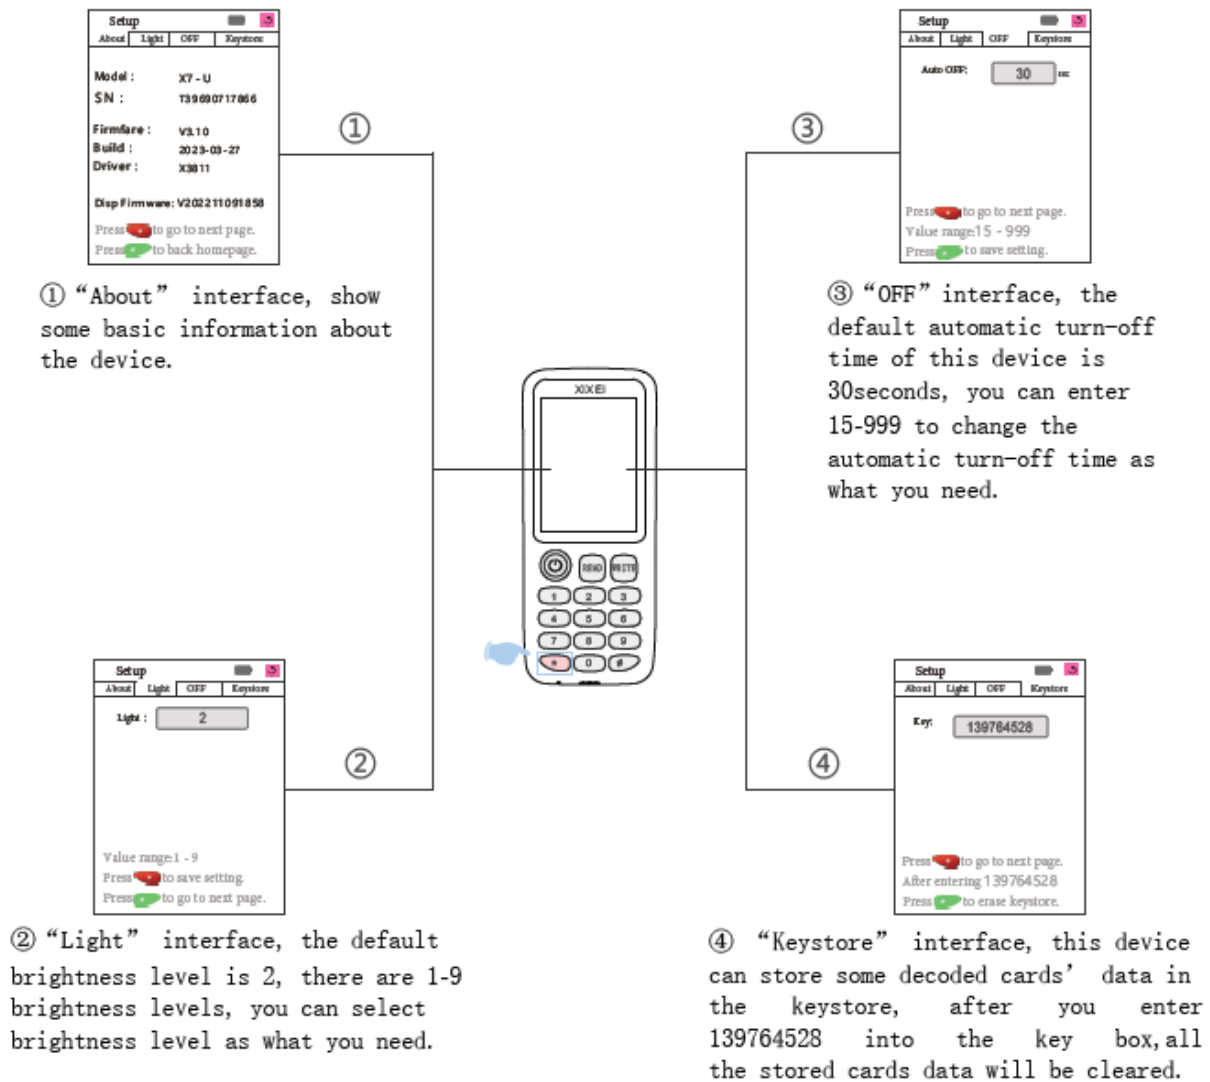 Setup
About Light OFF Keystore
Model : X7 - U
SN : T39690717866
Firmfare : V3.10
Build : 2023-03-27
Driver : X3811
Disp Firmware: V202211091858
Press to go to next page.
Press to back homepage.
①
① “About” interface, show
some basic information about
the device.
Setup
About Light OFF Keystore
Auto OFF: 30 sec
Press to go to next page.
Value range:15 - 999
Press to save setting.
③
③ “OFF” interface, the
default automatic turn-off
time of this device is
30seconds, you can enter
15-999 to change the
automatic turn-off time as
what you need.
XIXEI
READ WRITE
1 2 3
4 5 6
7 8 9
* 0 #
Setup
About Light OFF Keystore
Light : 2
Value range:1 - 9
Press to save setting.
Press to go to next page.
②
② “Light” interface, the default
brightness level is 2, there are 1-9
brightness levels, you can select
brightness level as what you need.
Setup
About Light OFF Keystore
Key: 139764528
Press to go to next page.
After entering 139764528
Press to erase keystore.
④
④ “Keystore” interface, this device
can store some decoded cards’ data in
the keystore, after you enter
139764528 into the key box,all
the stored cards data will be cleared.